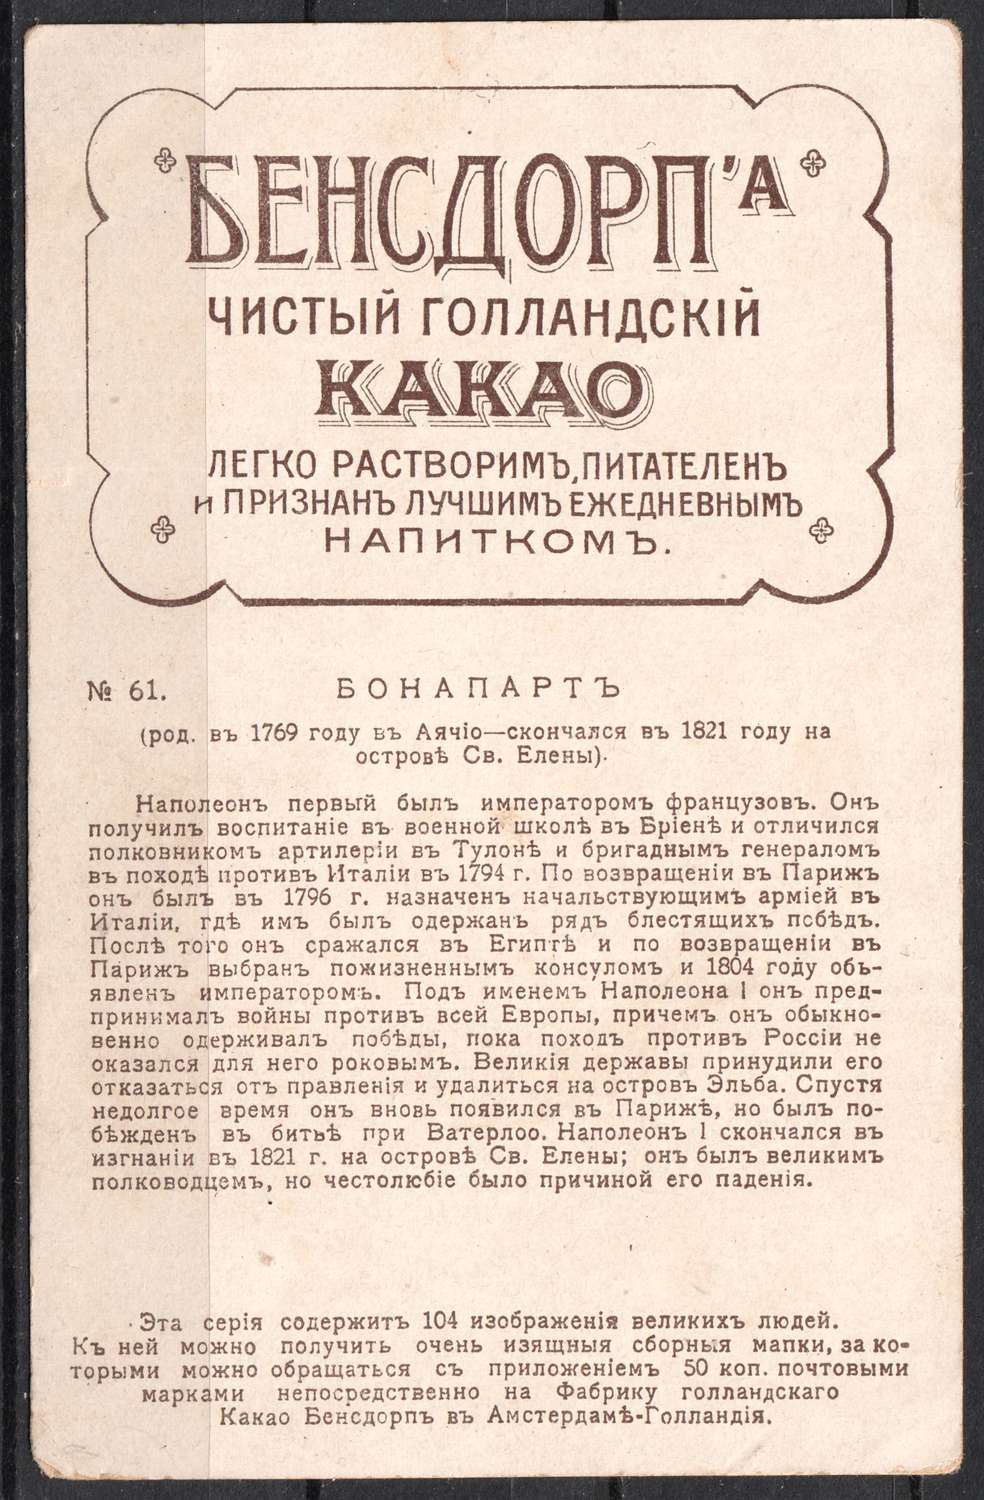 БЕНСДОРП'А
ЧИСТЫЙ ГОЛЛАНДСКІЙ
КАКАО
ЛЕГКО РАСТВОРИМЪ, ПИТАТЕЛЕНЪ
и ПРИЗНАНЪ ЛУЧШИМЪ ЕЖЕДНЕВНЫМЪ
НАПИТКОМЪ.
№ 61. БОНАПАРТЪ
(род. въ 1769 году въ Аячіо—скончался въ 1821 году на
островѣ Св. Елены).
Наполеонъ первый былъ императоромъ французовъ. Онъ
получилъ воспитаніе въ военной школѣ въ Бріенѣ и отличился
полковникомъ артилеріи въ Тулонѣ и бригаднымъ генераломъ
въ походѣ противъ Италіи въ 1794 г. По возвращеніи въ Парижъ
онъ былъ въ 1796 г. назначенъ начальствующимъ арміей въ
Италіи, гдѣ имъ былъ одержанъ рядъ блестящихъ побѣдъ.
Послѣ того онъ сражался въ Египтѣ и по возвращеніи въ
Парижъ выбранъ пожизненнымъ консуломъ и 1804 году объ-
явленъ императоромъ. Подъ именемъ Наполеона I онъ пред-
принималъ войны противъ всей Европы, причемъ онъ обыкно-
венно одерживалъ побѣды, пока походъ противъ Россіи не
оказался для него роковымъ. Великія державы принудили его
отказаться отъ правленія и удалиться на островъ Эльба. Спустя
недолгое время онъ вновь появился въ Парижѣ, но былъ по-
бѣжденъ въ битвѣ при Ватерлоо. Наполеонъ I скончался въ
изгнаніи въ 1821 г. на островѣ Св. Елены; онъ былъ великимъ
полководцемъ, но честолюбіе было причиной его паденія.
Эта серія содержитъ 104 изображенія великихъ людей.
Къ ней можно получить очень изящныя сборныя мапки, за ко-
торыми можно обращаться съ приложеніемъ 50 коп. почтовыми
марками непосредственно на Фабрику голландскаго
Какао Бенсдорпъ въ Амстердамѣ-Голландія.